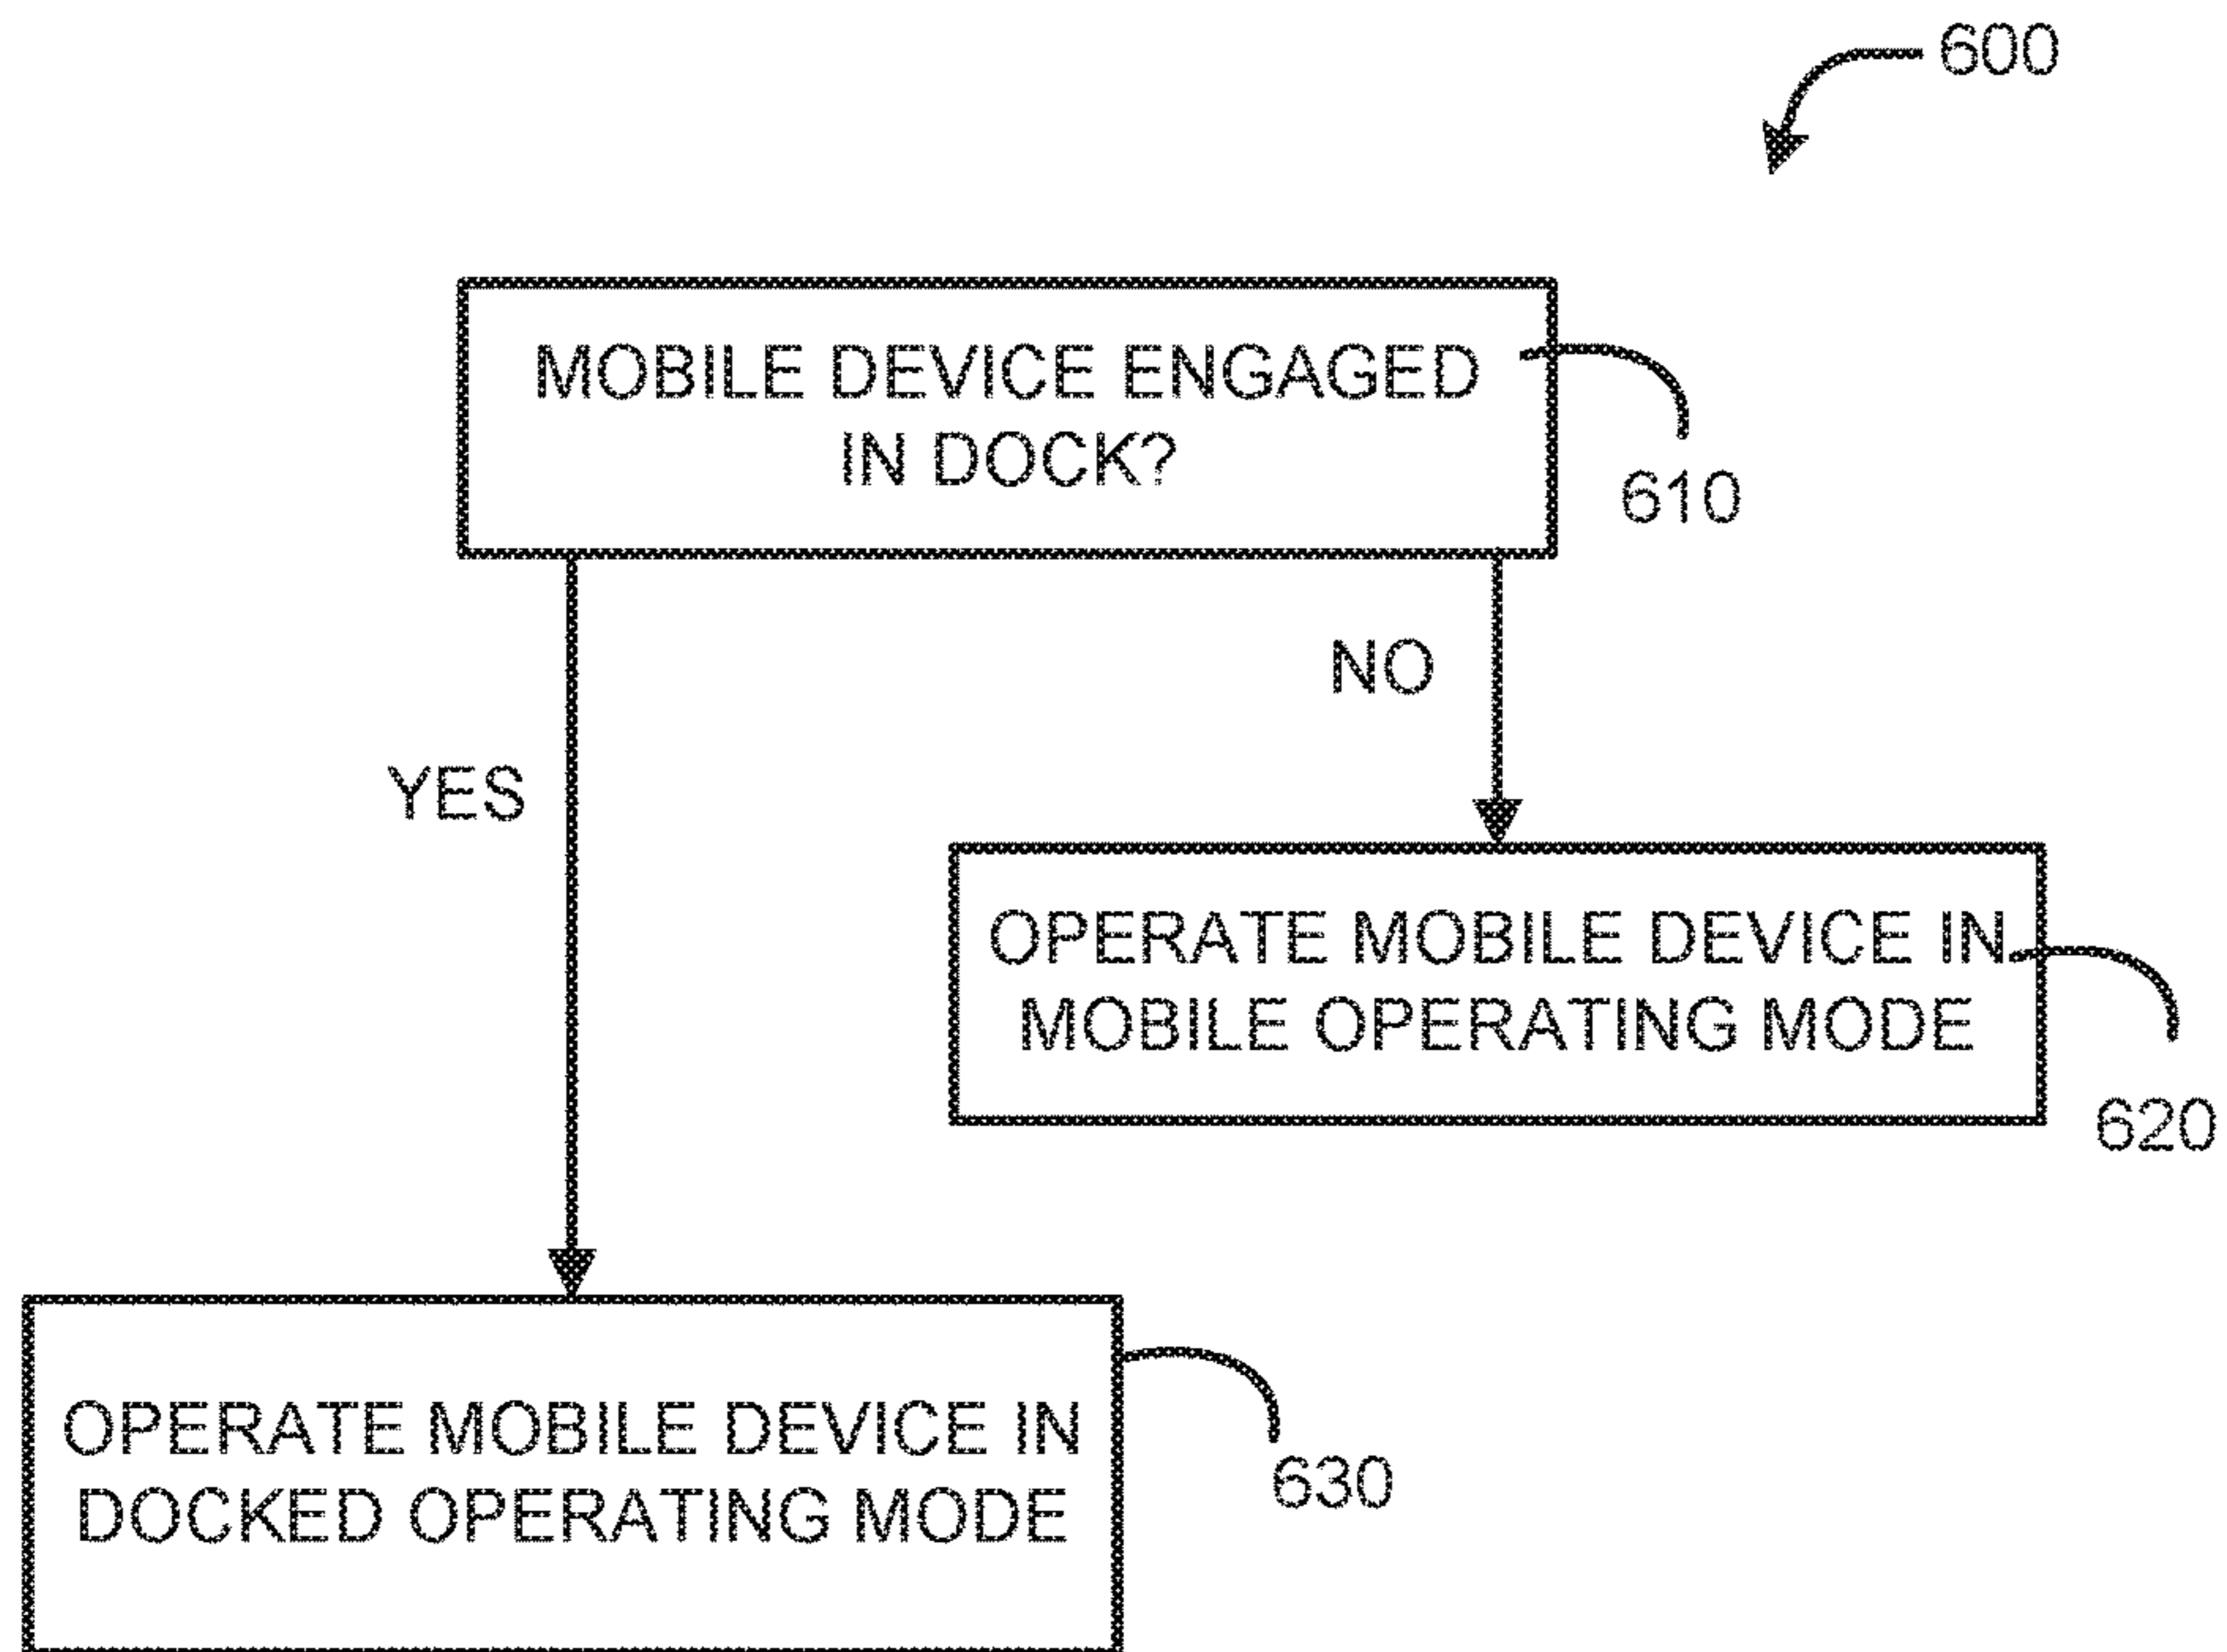 600
MOBILE DEVICE ENGAGED
IN DOCK?
610
NO
YES
OPERATE MOBILE DEVICE IN
MOBILE OPERATING MODE
620
OPERATE MOBILE DEVICE IN
DOCKED OPERATING MODE
630